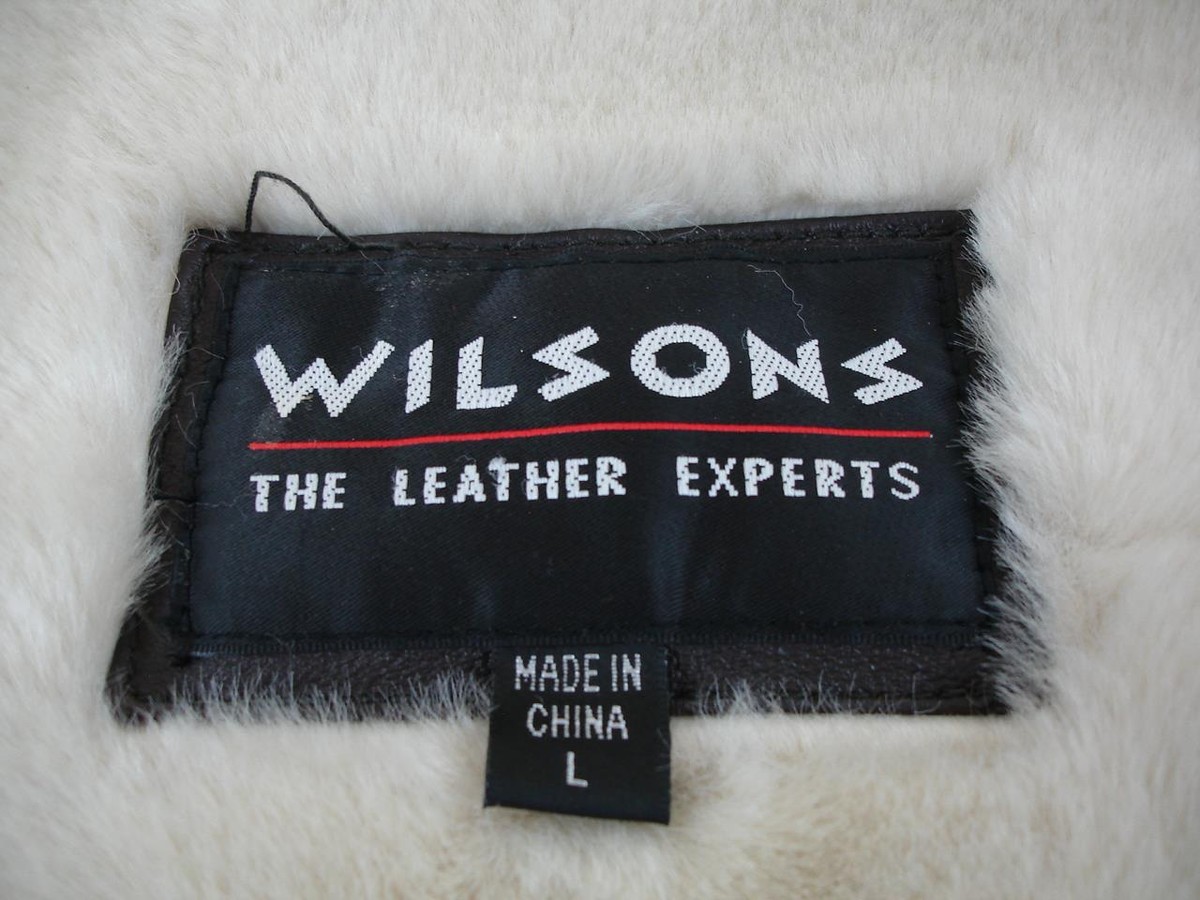 WILSONS
THE LEATHER EXPERTS
MADE IN
CHINA
L